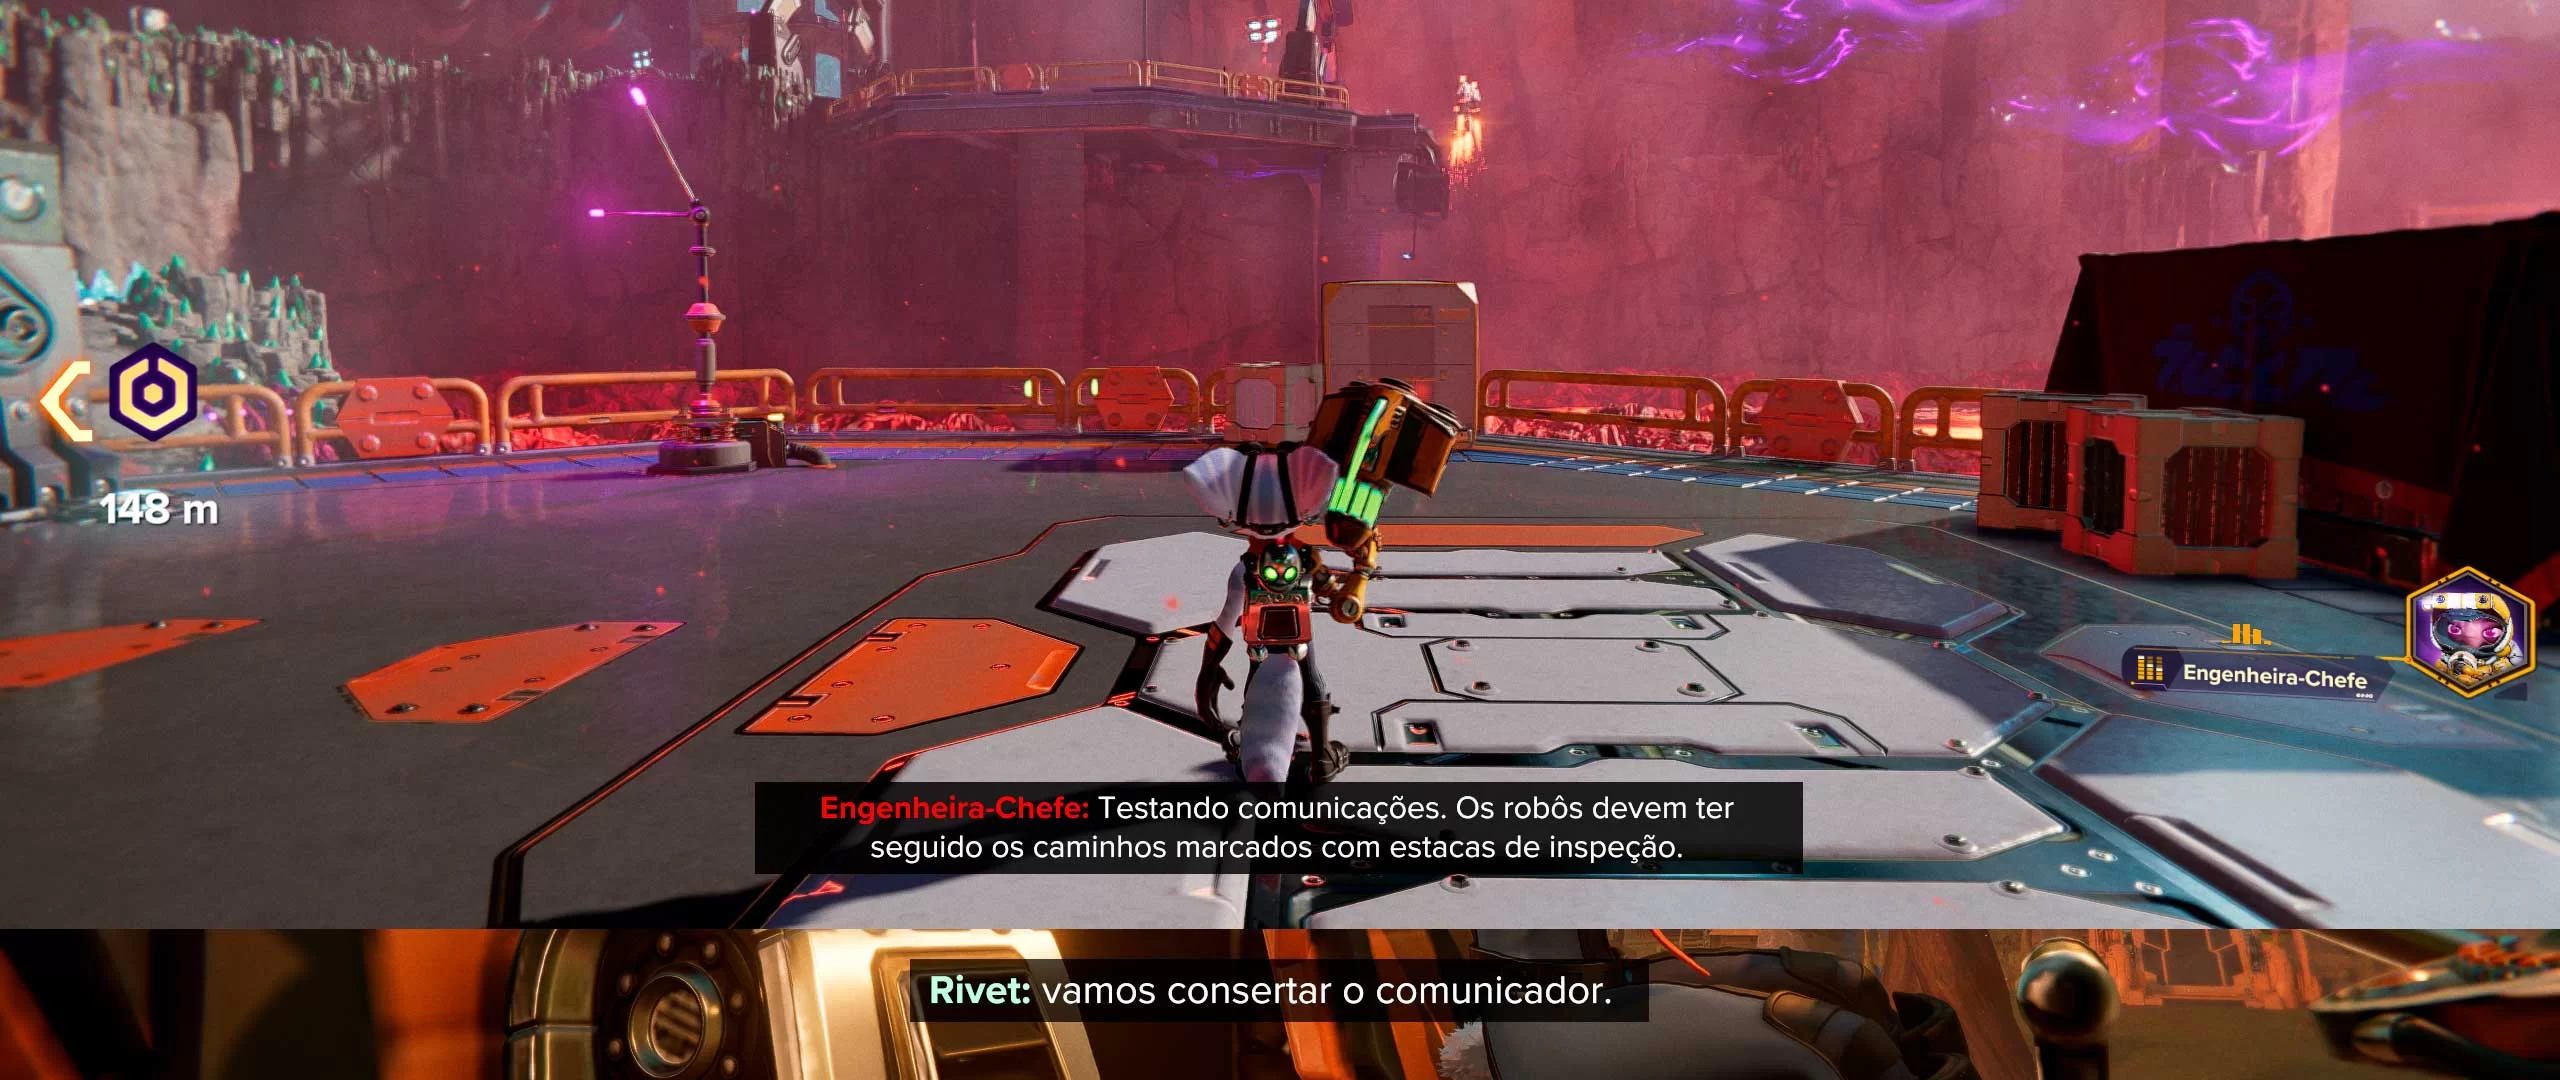 148 m
Engenheira-Chefe
Engenheira-Chefe: Testando comunicações. Os robôs devem ter
seguido os caminhos marcados com estacas de inspeção.
Rivet: vamos consertar o comunicador.